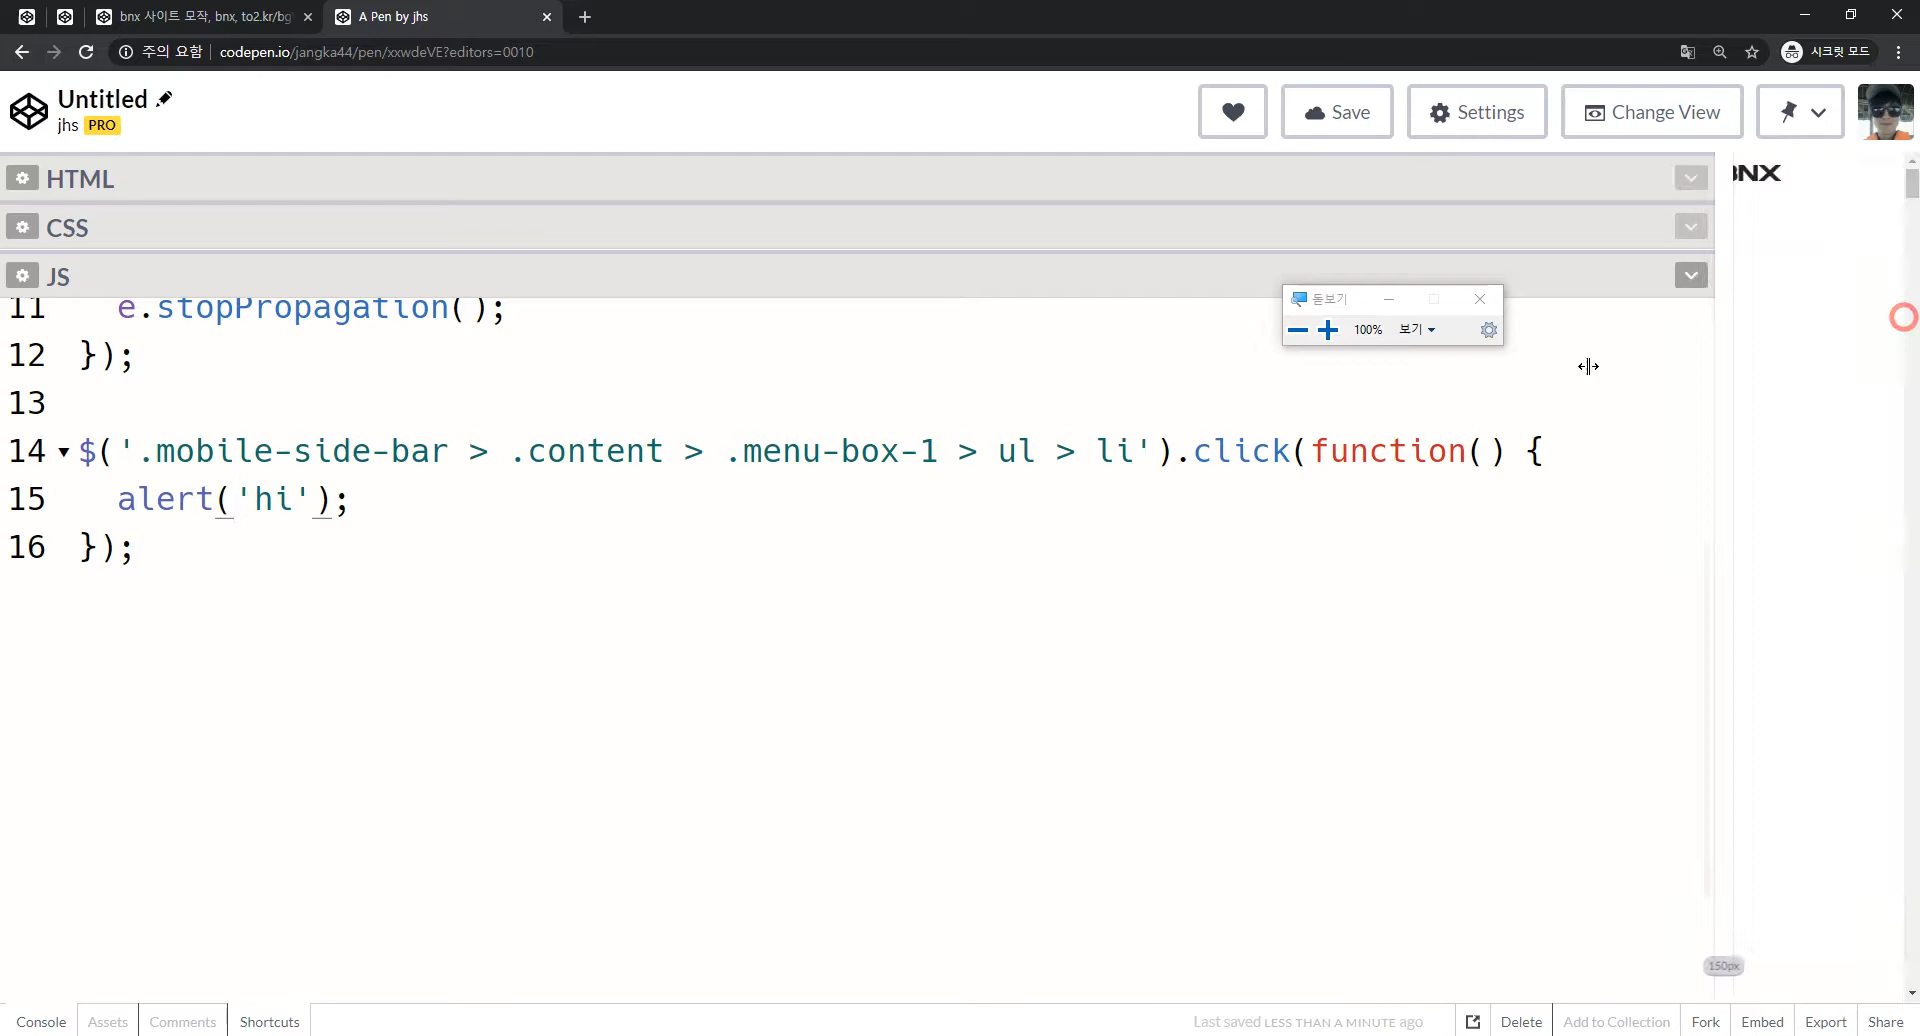 bnx 사이트 모작, bnx, to2.kr/bg
A Pen by jhs
주의 요함
codepen.io/jangka44/pen/xxwdeVE?editors=0010
시크릿 모드
Untitled
jhs PRO
Save
Settings
Change View
HTML
CSS
JS
BNX
돋보기
100%
보기
11 e.stopPropagation();
12 });
13
14 $('.mobile-side-bar > .content > .menu-box-1 > ul > li').click(function() {
15 alert('hi');
16 });
150px
Console
Assets
Comments
Shortcuts
Last saved LESS THAN A MINUTE ago
Delete
Add to Collection
Fork
Embed
Export
Share